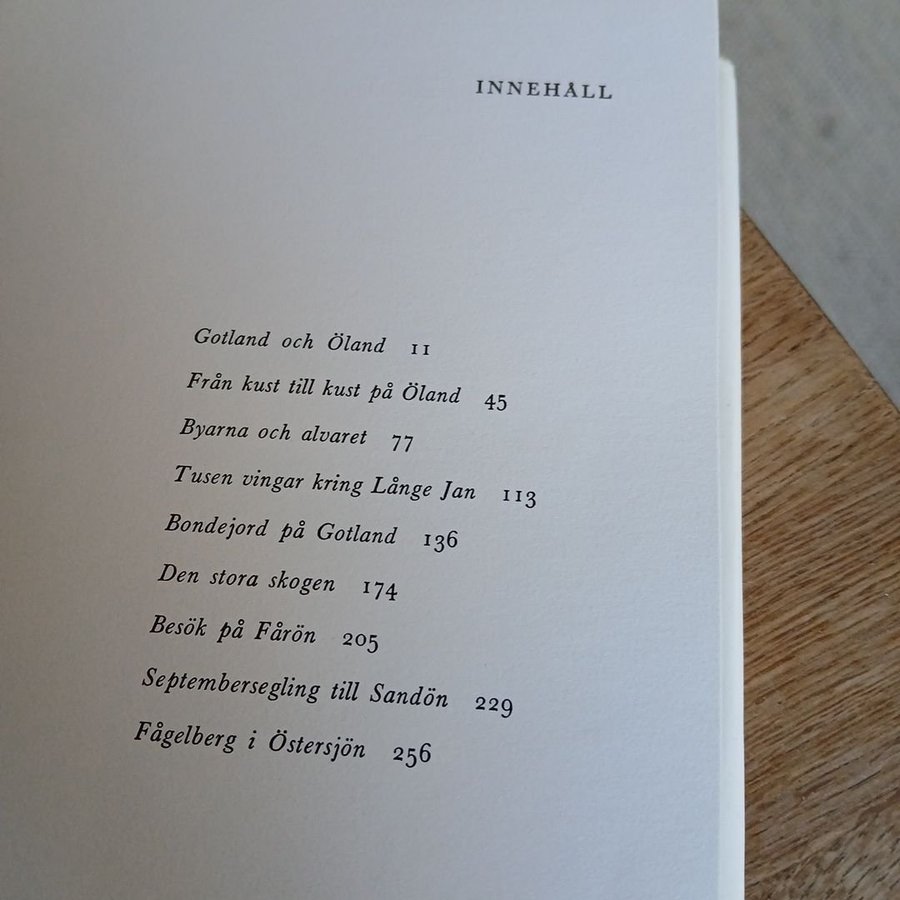 INNEHÅLL
Gotland och Öland 11
Från kust till kust på Öland 45
Byarna och alvaret 77
Tusen vingar kring Långe Jan 113
Bondejord på Gotland 136
Den stora skogen 174
Besök på Fårön 205
Septembersegling till Sandön 229
Fågelberg i Östersjön 256